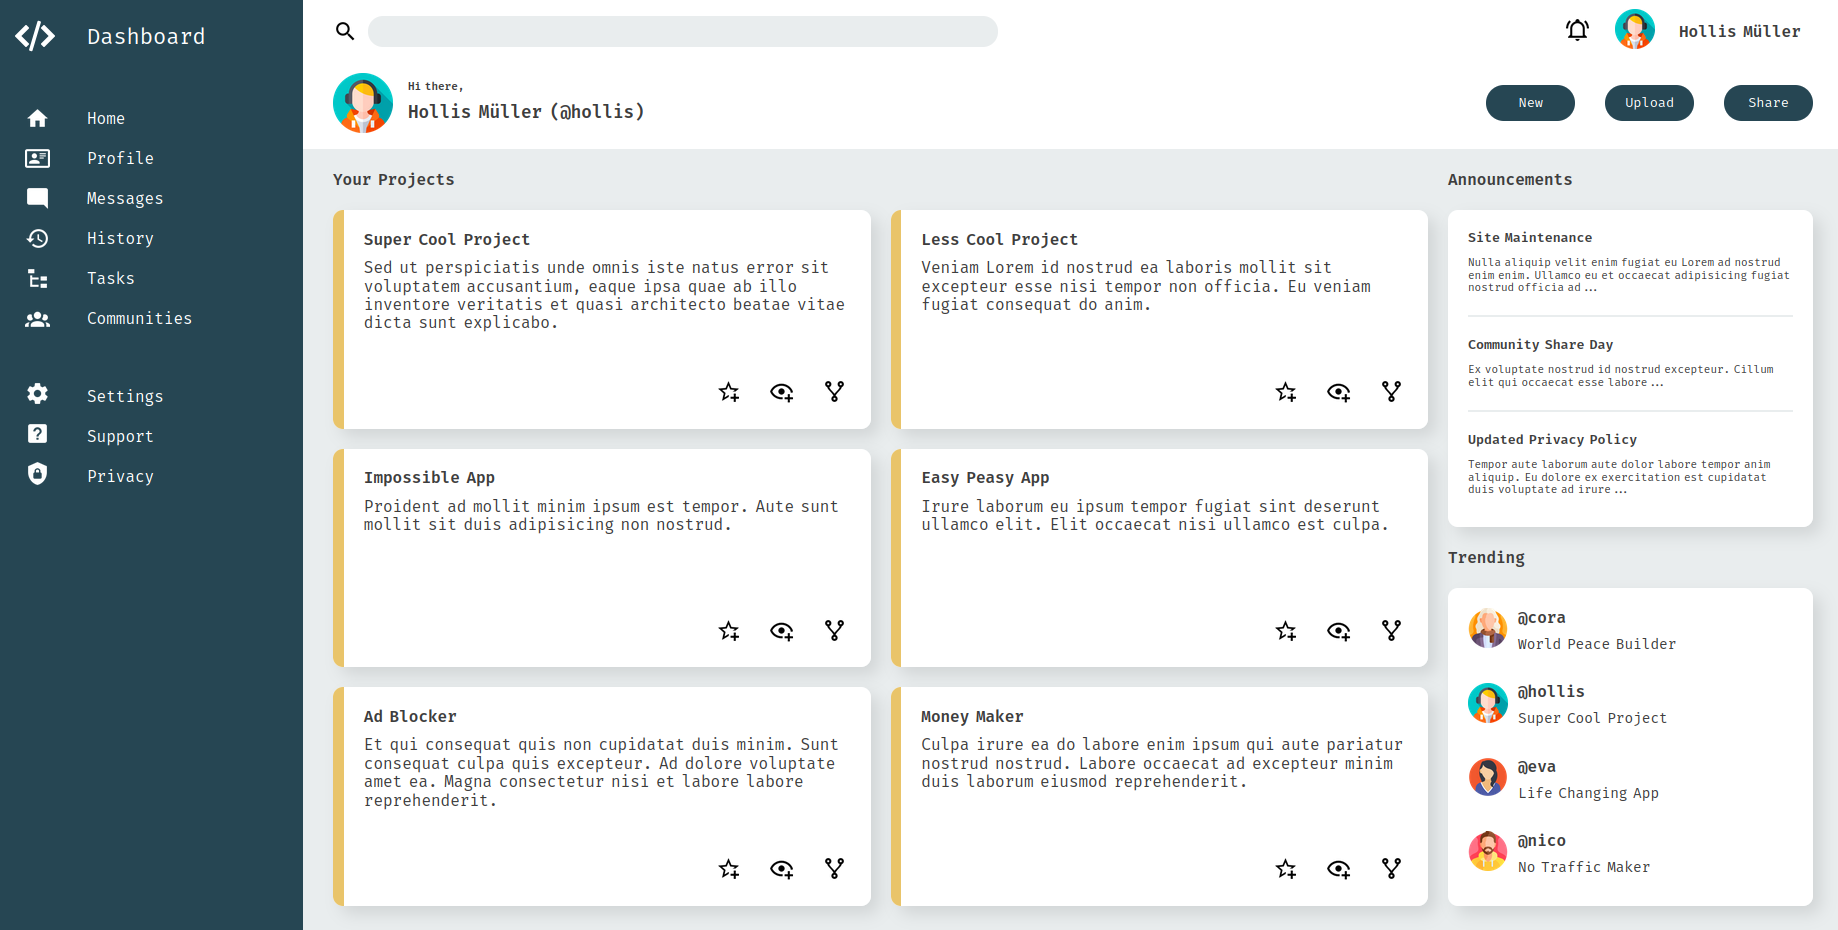 Dashboard
Home
Profile
Messages
History
Tasks
Communities
Settings
Support
Privacy
Hollis Müller
Hi there,
Hollis Müller (@hollis)
New
Upload
Share
Your Projects
Super Cool Project
Sed ut perspiciatis unde omnis iste natus error sit
voluptatem accusantium, eaque ipsa quae ab illo
inventore veritatis et quasi architecto beatae vitae
dicta sunt explicabo.
Less Cool Project
Veniam Lorem id nostrud ea laboris mollit sit
excepteur esse nisi tempor non officia. Eu veniam
fugiat consequat do anim.
Impossible App
Proident ad mollit minim ipsum est tempor. Aute sunt
mollit sit duis adipisicing non nostrud.
Easy Peasy App
Irure laborum eu ipsum tempor fugiat sint deserunt
ullamco elit. Elit occaecat nisi ullamco est culpa.
Ad Blocker
Et qui consequat quis non cupidatat duis minim. Sunt
consequat culpa quis excepteur. Ad dolore voluptate
amet ea. Magna consectetur nisi et labore labore
reprehenderit.
Money Maker
Culpa irure ea do labore enim ipsum qui aute pariatur
nostrud nostrud. Labore occaecat ad excepteur minim
duis laborum eiusmod reprehenderit.
Announcements
Site Maintenance
Nulla aliquip velit enim fugiat eu Lorem ad nostrud
enim enim. Ullamco eu et occaecat adipisicing fugiat
nostrud officia ad ...
Community Share Day
Ex voluptate nostrud id nostrud excepteur. Cillum
elit qui occaecat esse labore ...
Updated Privacy Policy
Tempor aute laborum aute dolor labore tempor anim
aliquip. Eu dolore ex exercitation est cupidatat
duis voluptate ad irure ...
Trending
@cora
World Peace Builder
@hollis
Super Cool Project
@eva
Life Changing App
@nico
No Traffic Maker